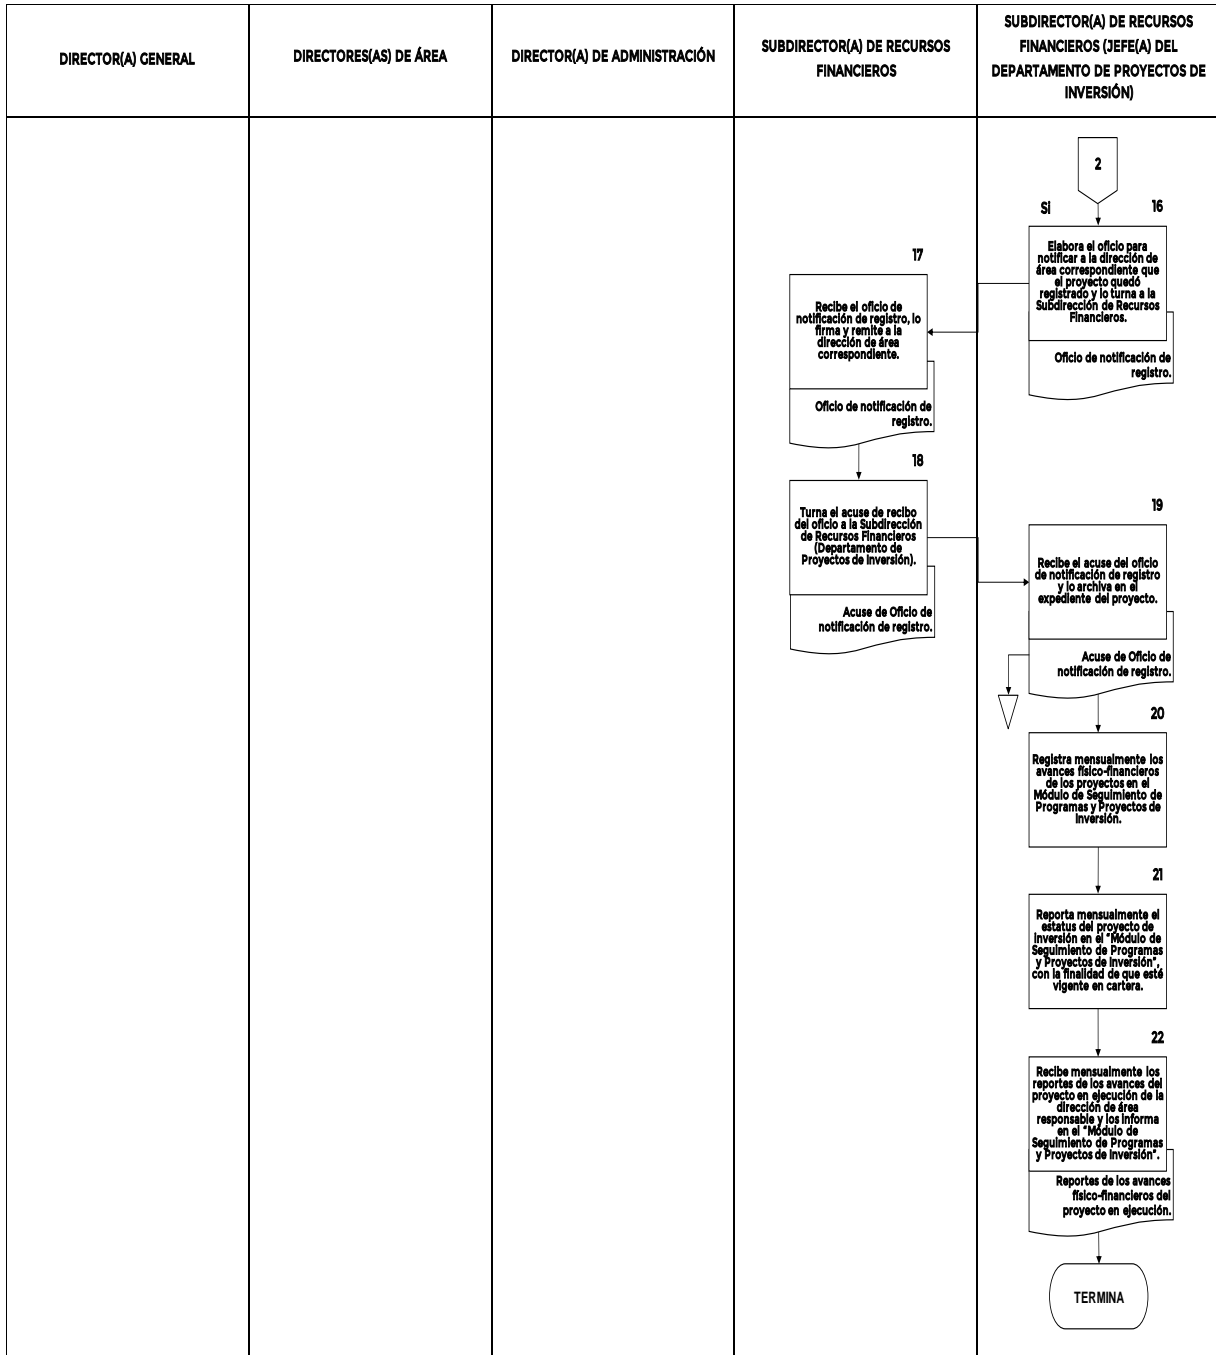 DIRECTOR(A) GENERAL
DIRECTORES(AS) DE ÁREA
DIRECTOR(A) DE ADMINISTRACIÓN
SUBDIRECTOR(A) DE RECURSOS
FINANCIEROS
SUBDIRECTOR(A) DE RECURSOS
FINANCIEROS (JEFE(A) DEL
DEPARTAMENTO DE PROYECTOS DE
INVERSIÓN)
2
Si
16
Elabora el oficio para
notificar a la dirección de
área correspondiente que
el proyecto quedó
registrado y lo turna a la
Subdirección de Recursos
Financieros.
Oficio de notificación de
registro.
17
Recibe el oficio de
notificación de registro, lo
firma y remite a la
dirección de área
correspondiente.
Oficio de notificación de
registro.
18
Turna el acuse de recibo
del oficio a la Subdirección
de Recursos Financieros
(Departamento de
Proyectos de Inversión).
Acuse de Oficio de
notificación de registro.
19
Recibe el acuse del oficio
de notificación de registro
y lo archiva en el
expediente del proyecto.
Acuse de Oficio de
notificación de registro.
20
Registra mensualmente los
avances físico-financieros
de los proyectos en el
Módulo de Seguimiento de
Programas y Proyectos de
Inversión.
21
Reporta mensualmente el
estatus del proyecto de
inversión en el "Módulo de
Seguimiento de Programas
y Proyectos de Inversión",
con la finalidad de que esté
vigente en cartera.
22
Recibe mensualmente los
reportes de los avances del
proyecto en ejecución de la
dirección de área
responsable y los informa
en el "Módulo de
Seguimiento de Programas
y Proyectos de Inversión".
Reportes de los avances
físico-financieros del
proyecto en ejecución.
TERMINA